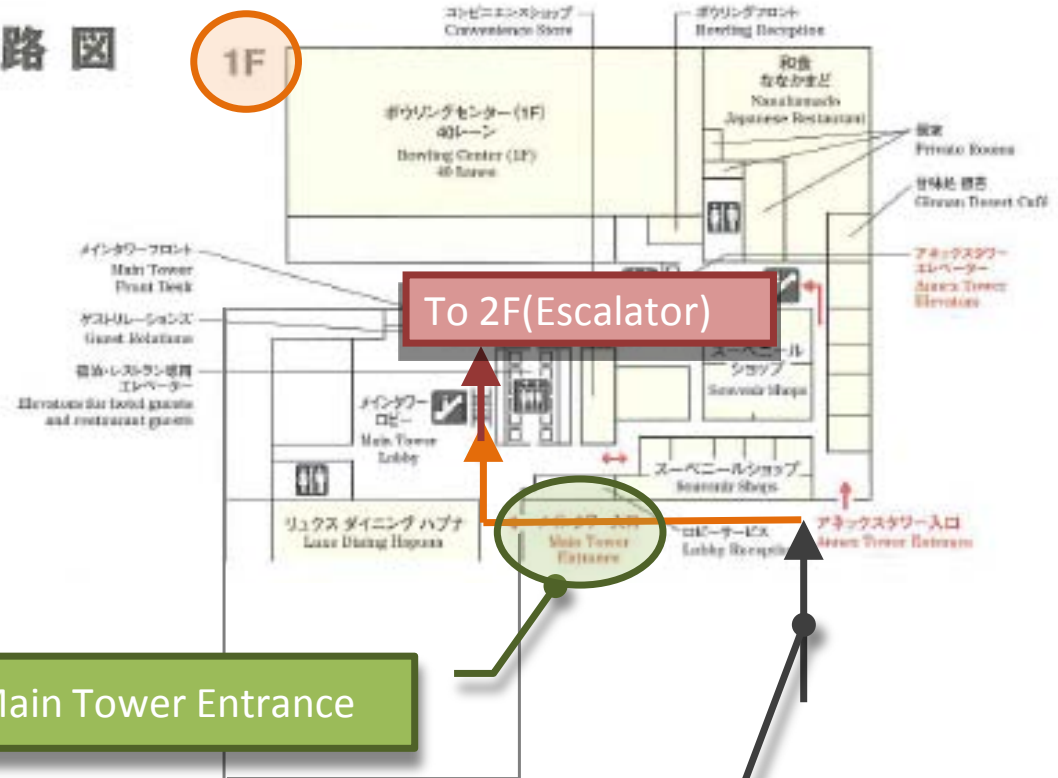 路図
1F
コンビニエンスショップ
Convenience Store
ボウリングフロント
Bowling Reception
和食
ななかまど
Nanakamado
Japanese Restaurant
ボウリングセンター(1F)
40レーン
Bowling Center (1F)
40 Lanes
個室
Private Rooms
甘味処
Ginnan Desert Café
メインタワーフロント
Main Tower
Front Desk
アネックスタワー
エレベーター
Annex Tower
Elevators
To 2F(Escalator)
ゲストリレーションズ
Guest Relations
スーベニール
ショップ
Souvenir Shops
宿泊・レストラン専用
エレベーター
Elevators for hotel guests
and restaurant guests
メインタワー
ロビー
Main Tower
Lobby
スーベニールショップ
Souvenir Shops
リュクス ダイニング ハプナ
Luxe Dining Hapuna
Main Tower
Entrance
ロビーサービス
Lobby Reception
アネックスタワー入口
Annex Tower Entrance
Main Tower Entrance